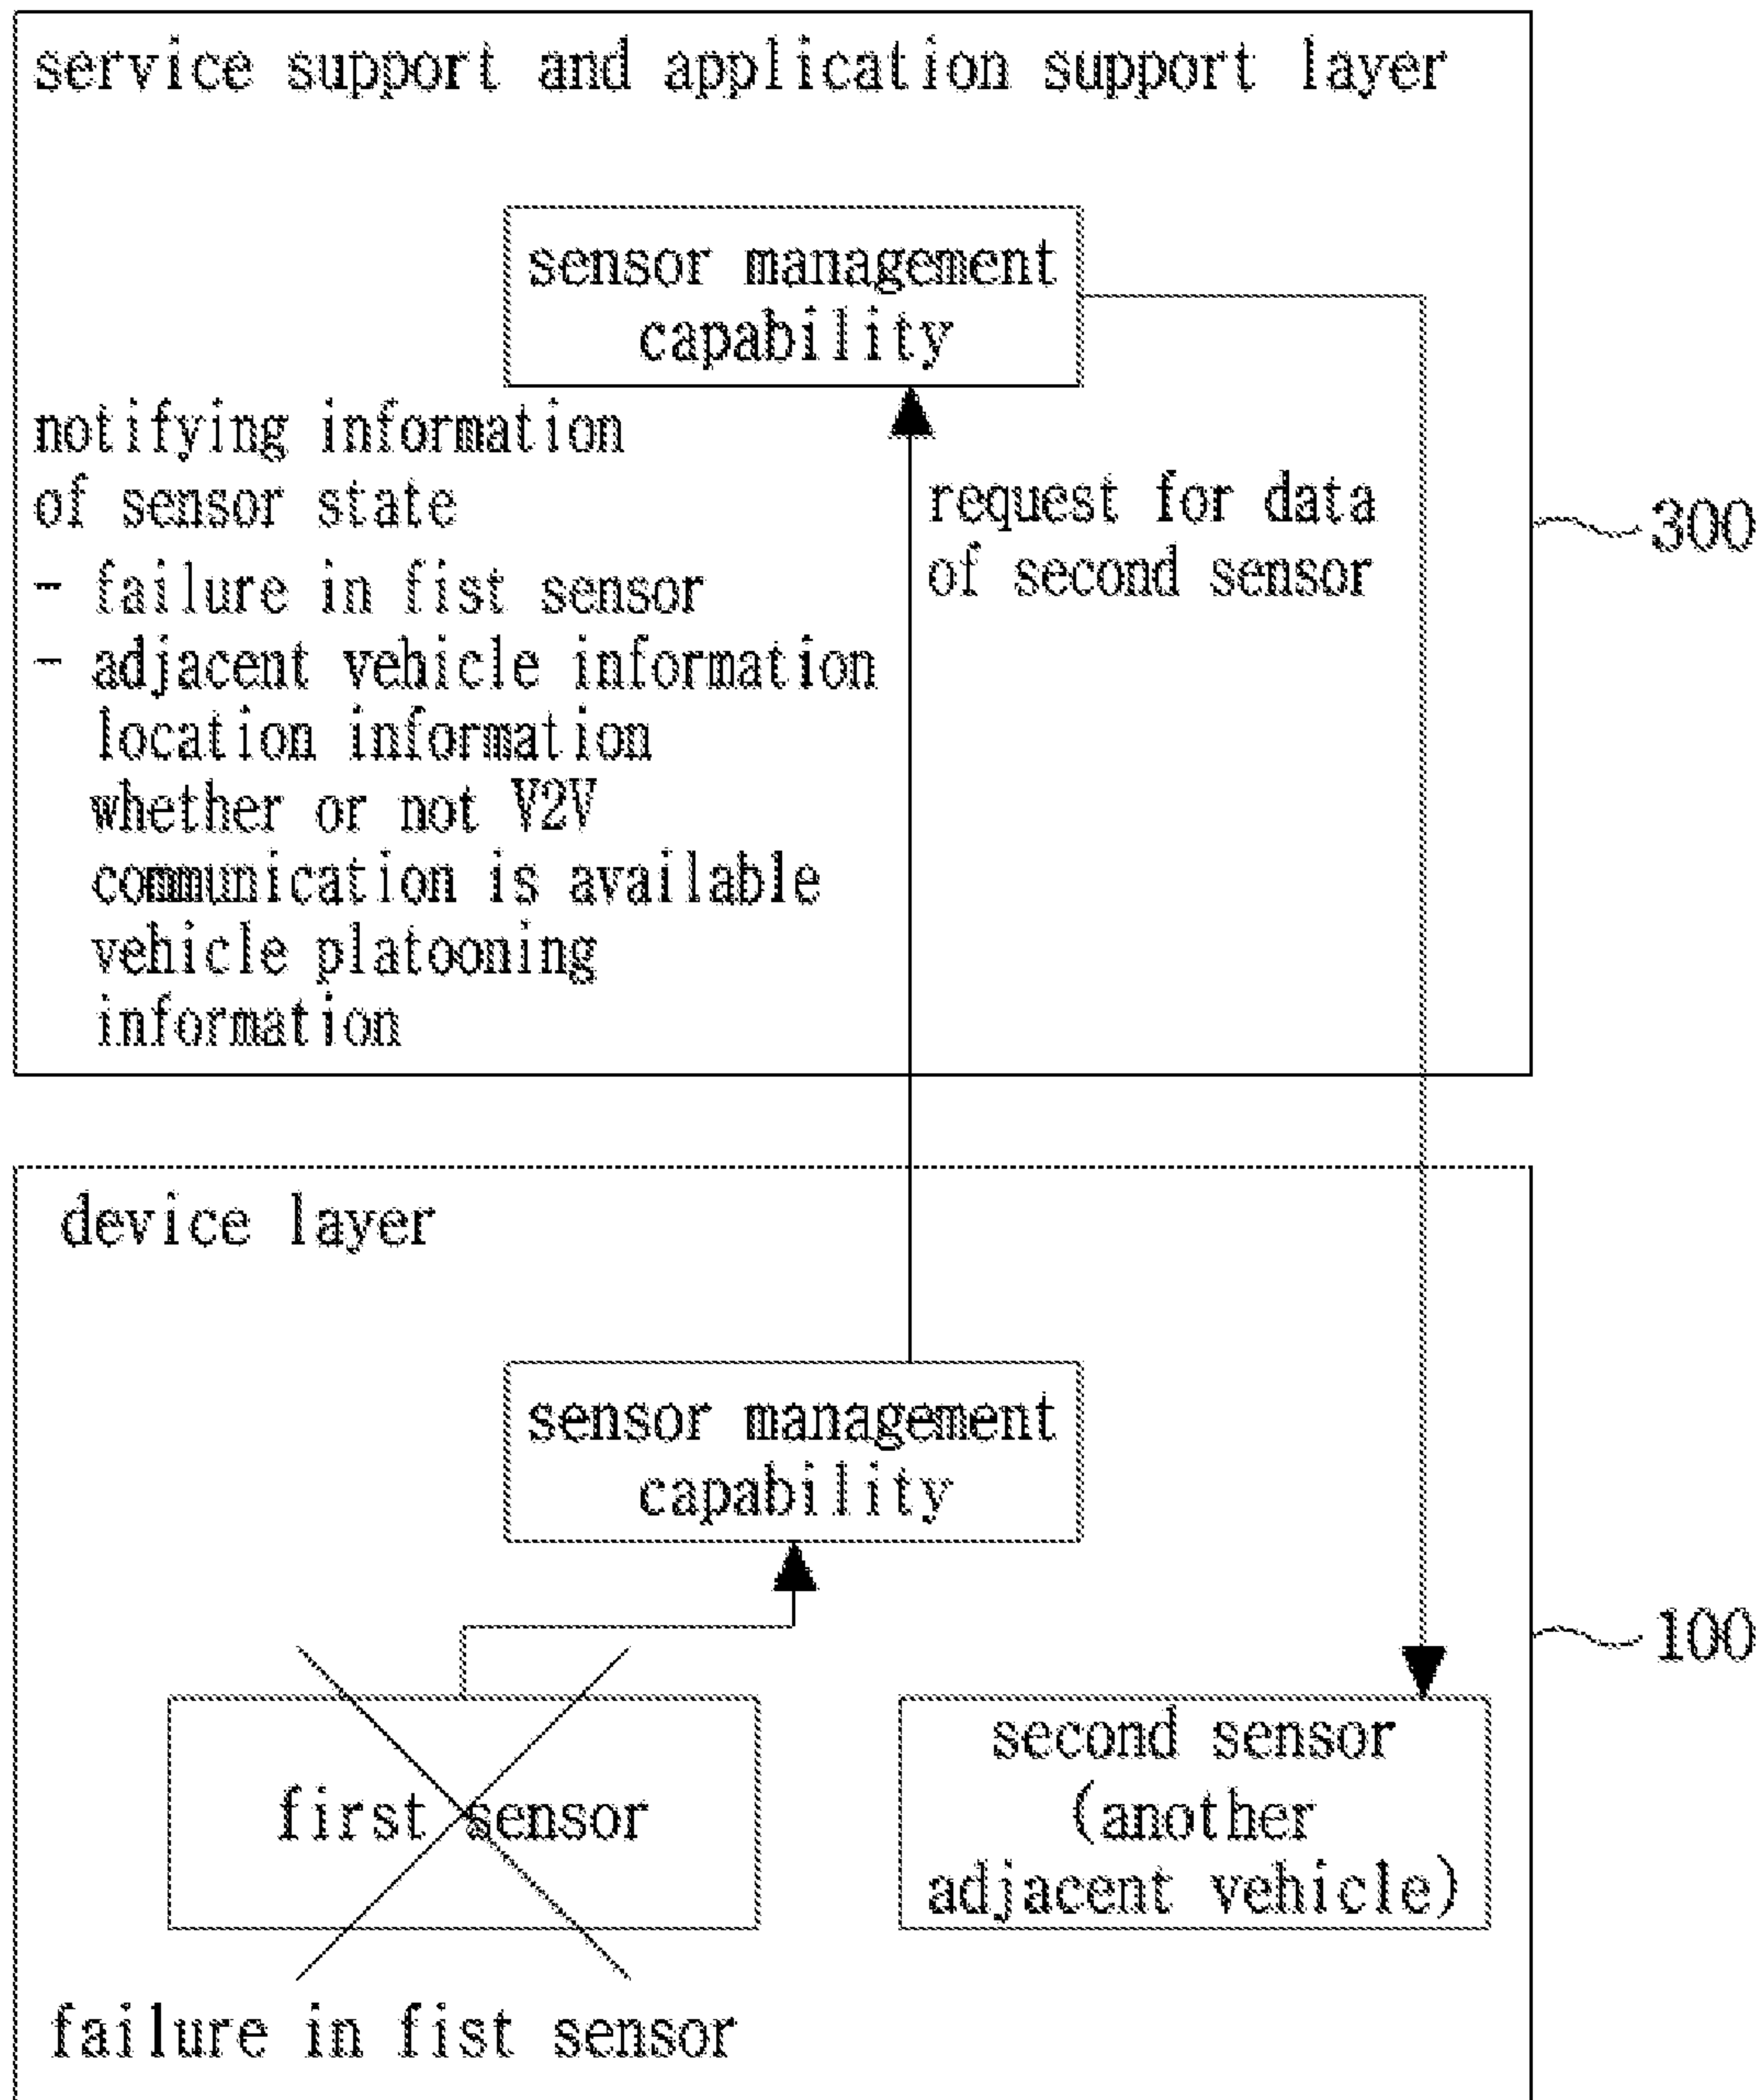 service support and application support layer
sensor management
capability
notifying information
of sensor state
- failure in fist sensor
- adjacent vehicle information
location information
whether or not V2V
communication is available
vehicle platooning
information
request for data
of second sensor
300
device layer
sensor management
capability
100
first sensor
second sensor
(another
adjacent vehicle)
failure in fist sensor